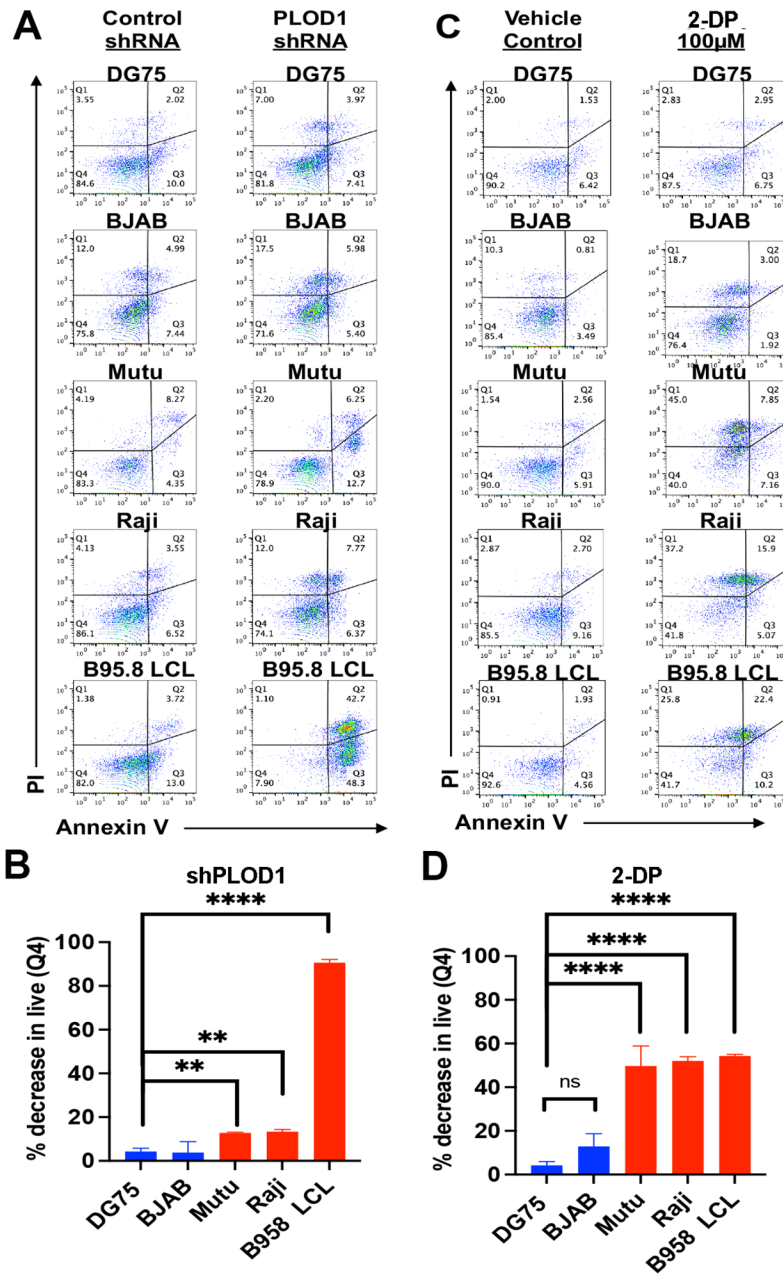 A
Control
shRNA
PLOD1
shRNA
DG75
Q1
3.55
Q2
2.02
Q4
84.6
Q3
10.0
Q1
7.00
Q2
3.97
Q4
81.8
Q3
7.41
BJAB
Q1
12.0
Q2
4.99
Q4
75.8
Q3
7.44
Q1
17.5
Q2
5.98
Q4
71.6
Q3
5.40
Mutu
Q1
4.19
Q2
8.27
Q4
83.3
Q3
4.35
Q1
2.20
Q2
6.25
Q4
78.9
Q3
12.7
Raji
Q1
4.13
Q2
3.55
Q4
86.1
Q3
6.52
Q1
12.0
Q2
7.77
Q4
74.1
Q3
6.37
B95.8 LCL
Q1
1.38
Q2
3.72
Q4
82.0
Q3
13.0
B95.8 LCL
Q1
1.10
Q2
42.7
Q4
7.90
Q3
48.3
PI
Annexin V
C
Vehicle
Control
2-DP
100µM
DG75
Q1
2.00
Q2
1.53
Q4
90.2
Q3
6.42
DG75
Q1
2.83
Q2
2.95
Q4
87.5
Q3
6.75
BJAB
Q1
10.3
Q2
0.81
Q4
85.4
Q3
3.49
BJAB
Q1
18.7
Q2
3.00
Q4
76.4
Q3
1.92
Mutu
Q1
1.54
Q2
2.56
Q4
90.0
Q3
5.91
Mutu
Q1
45.0
Q2
7.85
Q4
40.0
Q3
7.16
Raji
Q1
2.87
Q2
2.70
Q4
85.5
Q3
9.16
Raji
Q1
37.2
Q2
15.9
Q4
41.8
Q3
5.07
B95.8 LCL
Q1
0.91
Q2
1.93
Q4
92.6
Q3
4.56
B95.8 LCL
Q1
25.8
Q2
22.4
Q4
41.7
Q3
10.2
PI
Annexin V
B
shPLOD1
****
**
**
% decrease in live (Q4)
100
80
60
40
20
0
DG75
BJAB
Mutu
Raji
B958 LCL
D
2-DP
****
****
****
ns
% decrease in live (Q4)
100
80
60
40
20
0
DG75
BJAB
Mutu
Raji
B958 LCL